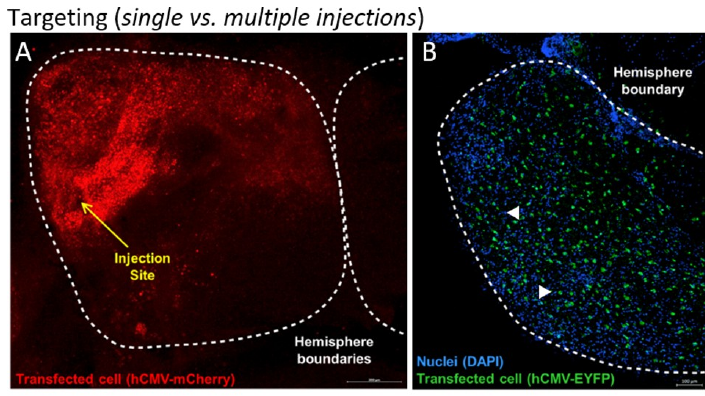 Targeting (single vs. multiple injections)
A
Injection
Site
Hemisphere
boundaries
Transfected cell (hCMV-mCherry)
B
Hemisphere
boundary
Nuclei (DAPI)
Transfected cell (hCMV-EYFP)